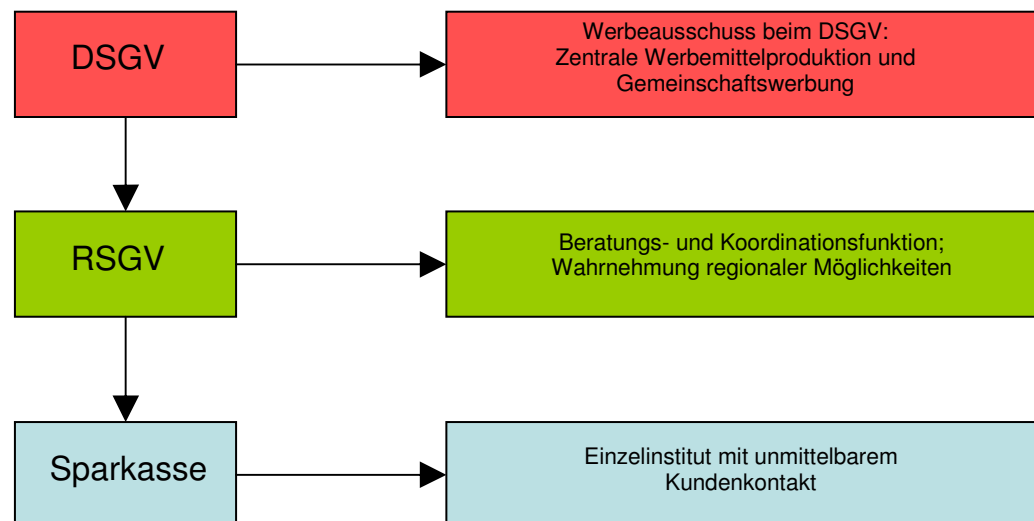 DSGV
Werbeausschuss beim DSGV:
Zentrale Werbemittelproduktion und
Gemeinschaftswerbung
RSGV
Beratungs- und Koordinationsfunktion;
Wahrnehmung regionaler Möglichkeiten
Sparkasse
Einzelinstitut mit unmittelbarem
Kundenkontakt